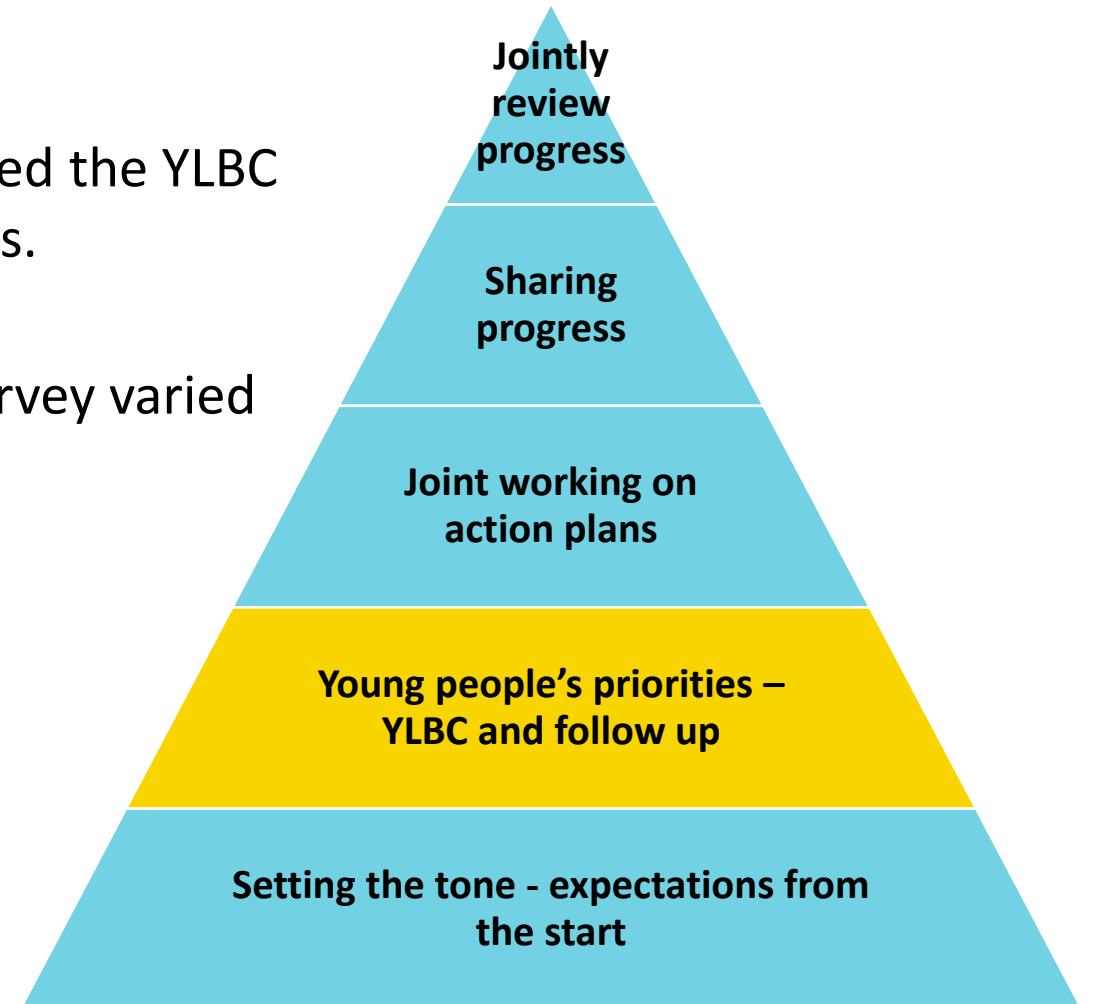 ed the YLBC
s.
rvey varied
Jointly
review
progress
Sharing
progress
Joint working on
action plans
Young people’s priorities –
YLBC and follow up
Setting the tone - expectations from
the start